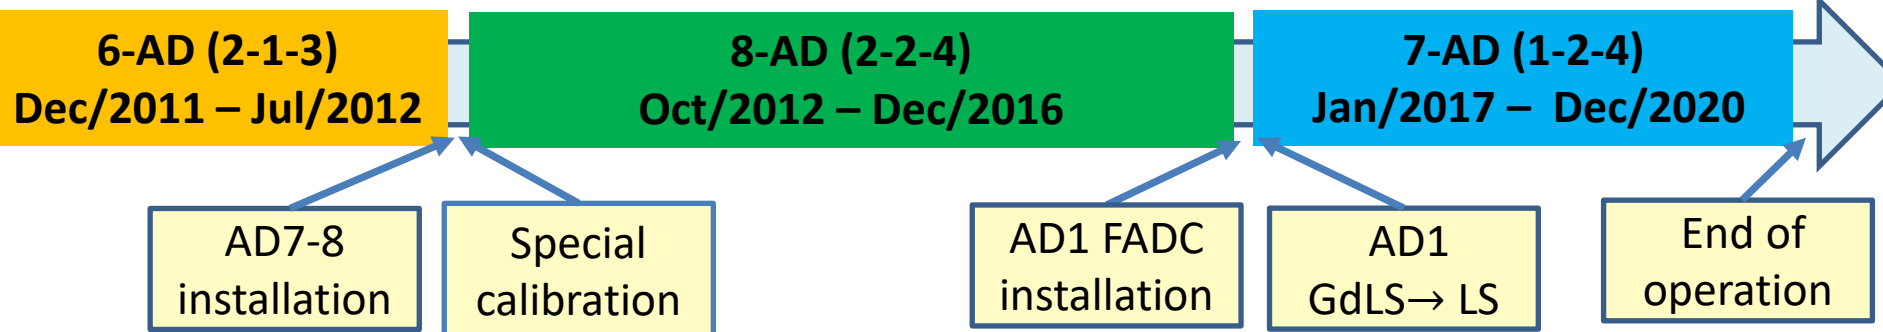 6-AD (2-1-3)
Dec/2011 – Jul/2012
8-AD (2-2-4)
Oct/2012 – Dec/2016
7-AD (1-2-4)
Jan/2017 – Dec/2020
AD7-8
installation
Special
calibration
AD1 FADC
installation
AD1
GdLS→ LS
End of
operation